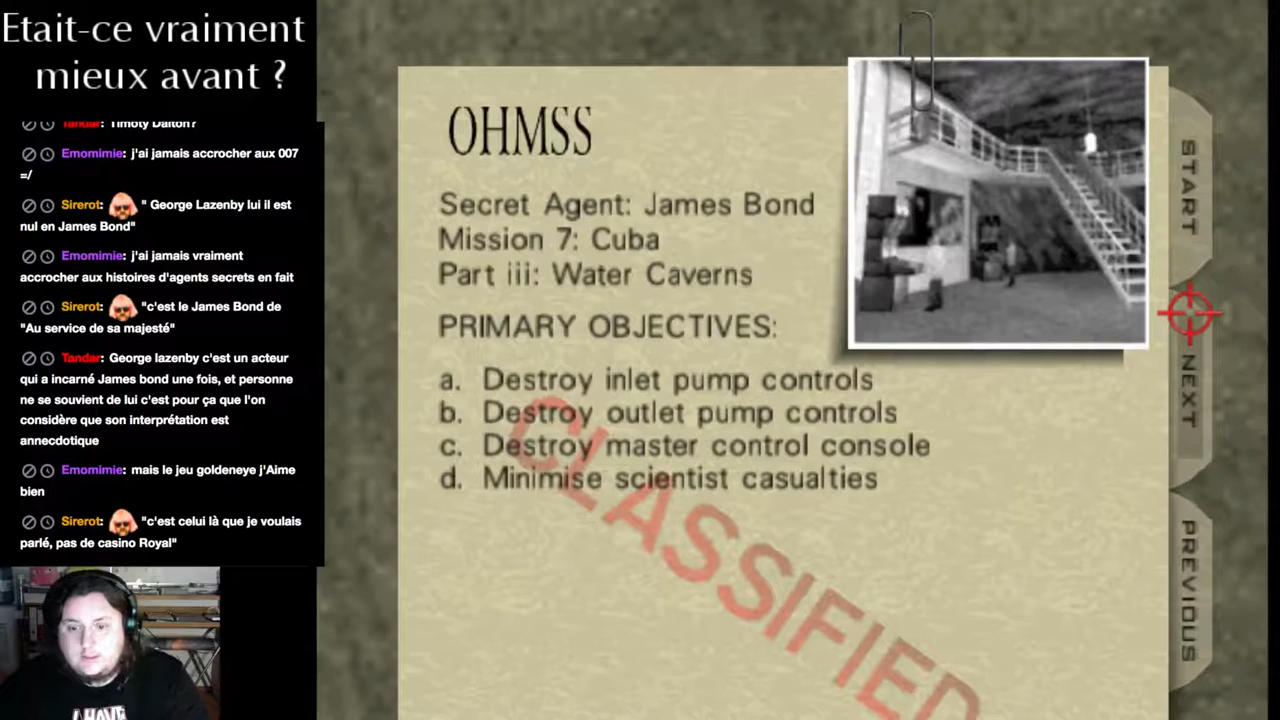 Etait-ce vraiment
mieux avant ?
Tandar: Timoty Dalton?
Emomimie: j'ai jamais accrocher aux 007
=/
Sirerot: " George Lazenby lui il est
nul en James Bond"
Emomimie: j'ai jamais vraiment
accrocher aux histoires d'agents secrets en fait
Sirerot: "c'est le James Bond de
"Au service de sa majesté"
Tandar: George lazenby c'est un acteur
qui a incarné James bond une fois, et personne
ne se souvient de lui c'est pour ça que l'on
considère que son interprétation est
annecdotique
Emomimie: mais le jeu goldeneye j'Aime
bien
Sirerot: "c'est celui là que je voulais
parlé, pas de casino Royal"
OHMSS
Secret Agent: James Bond
Mission 7: Cuba
Part iii: Water Caverns
PRIMARY OBJECTIVES:
a. Destroy inlet pump controls
b. Destroy outlet pump controls
c. Destroy master control console
d. Minimise scientist casualties
CLASSIFIED
START
NEXT
PREVIOUS